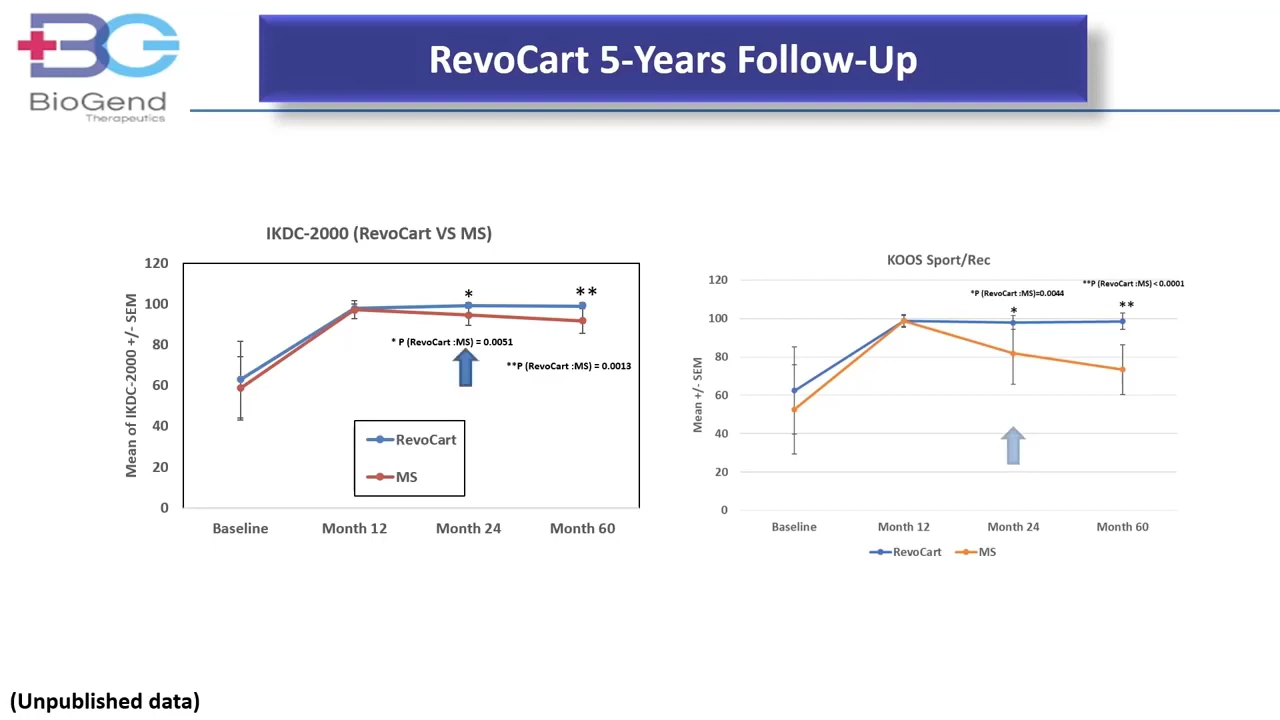 BG
BioGend
Therapeutics
RevoCart 5-Years Follow-Up
IKDC-2000 (RevoCart VS MS)
Mean of IKDC-2000 +/- SEM
120
100
80
60
40
20
0
*
**
* P (RevoCart :MS) = 0.0051
**P (RevoCart :MS) = 0.0013
RevoCart
MS
Baseline
Month 12
Month 24
Month 60
KOOS Sport/Rec
Mean +/- SEM
120
100
80
60
40
20
0
*P (RevoCart :MS)=0.0044
**P (RevoCart :MS) < 0.0001
*
**
Baseline
Month 12
Month 24
Month 60
RevoCart
MS
(Unpublished data)